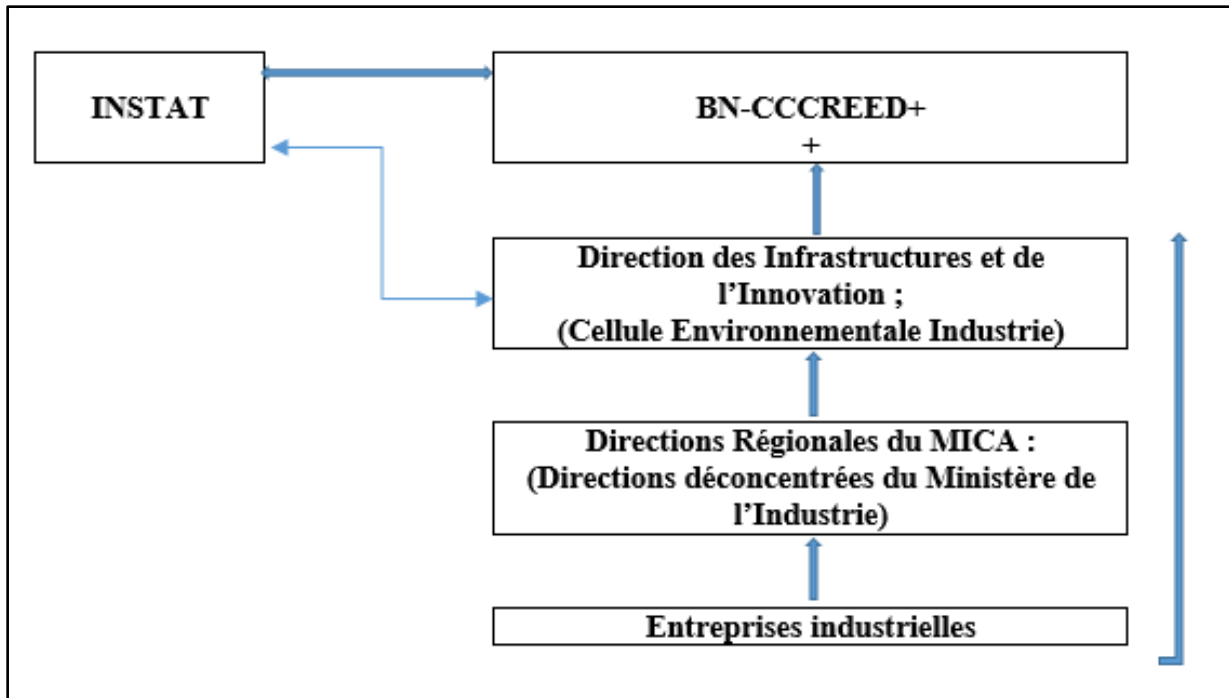 INSTAT
BN-CCCREED+
+
Direction des Infrastructures et de
l’Innovation ;
(Cellule Environnementale Industrie)
Directions Régionales du MICA :
(Directions déconcentrées du Ministère de
l’Industrie)
Entreprises industrielles